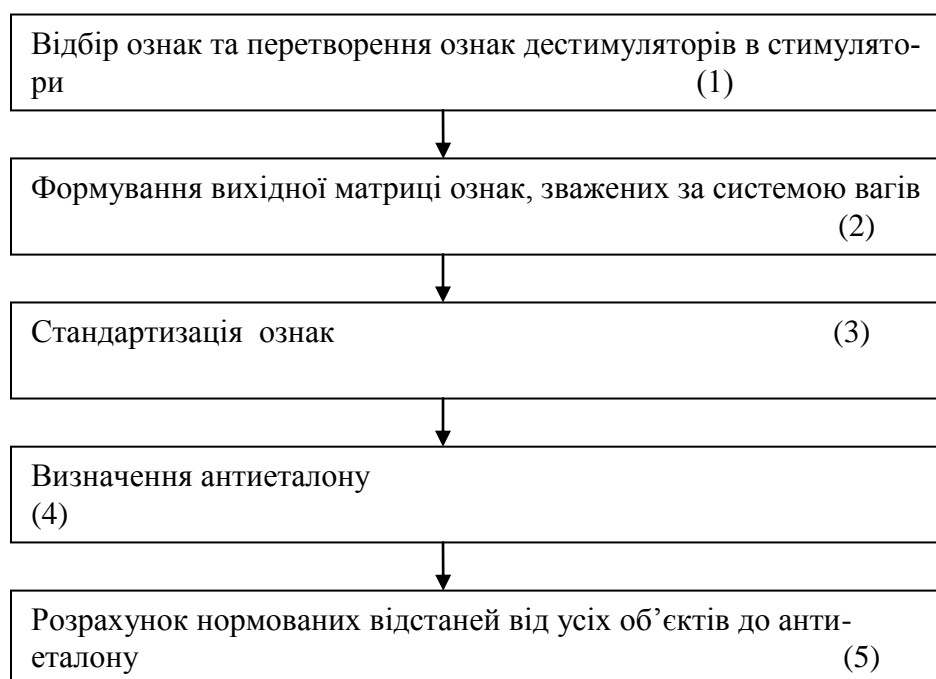 Відбір ознак та перетворення ознак дестимуляторів в стимулято-
ри (1)
Формування вихідної матриці ознак, зважених за системою вагів
(2)
Стандартизація ознак (3)
Визначення антиеталону
(4)
Розрахунок нормованих відстаней від усіх об’єктів до анти-
еталону (5)